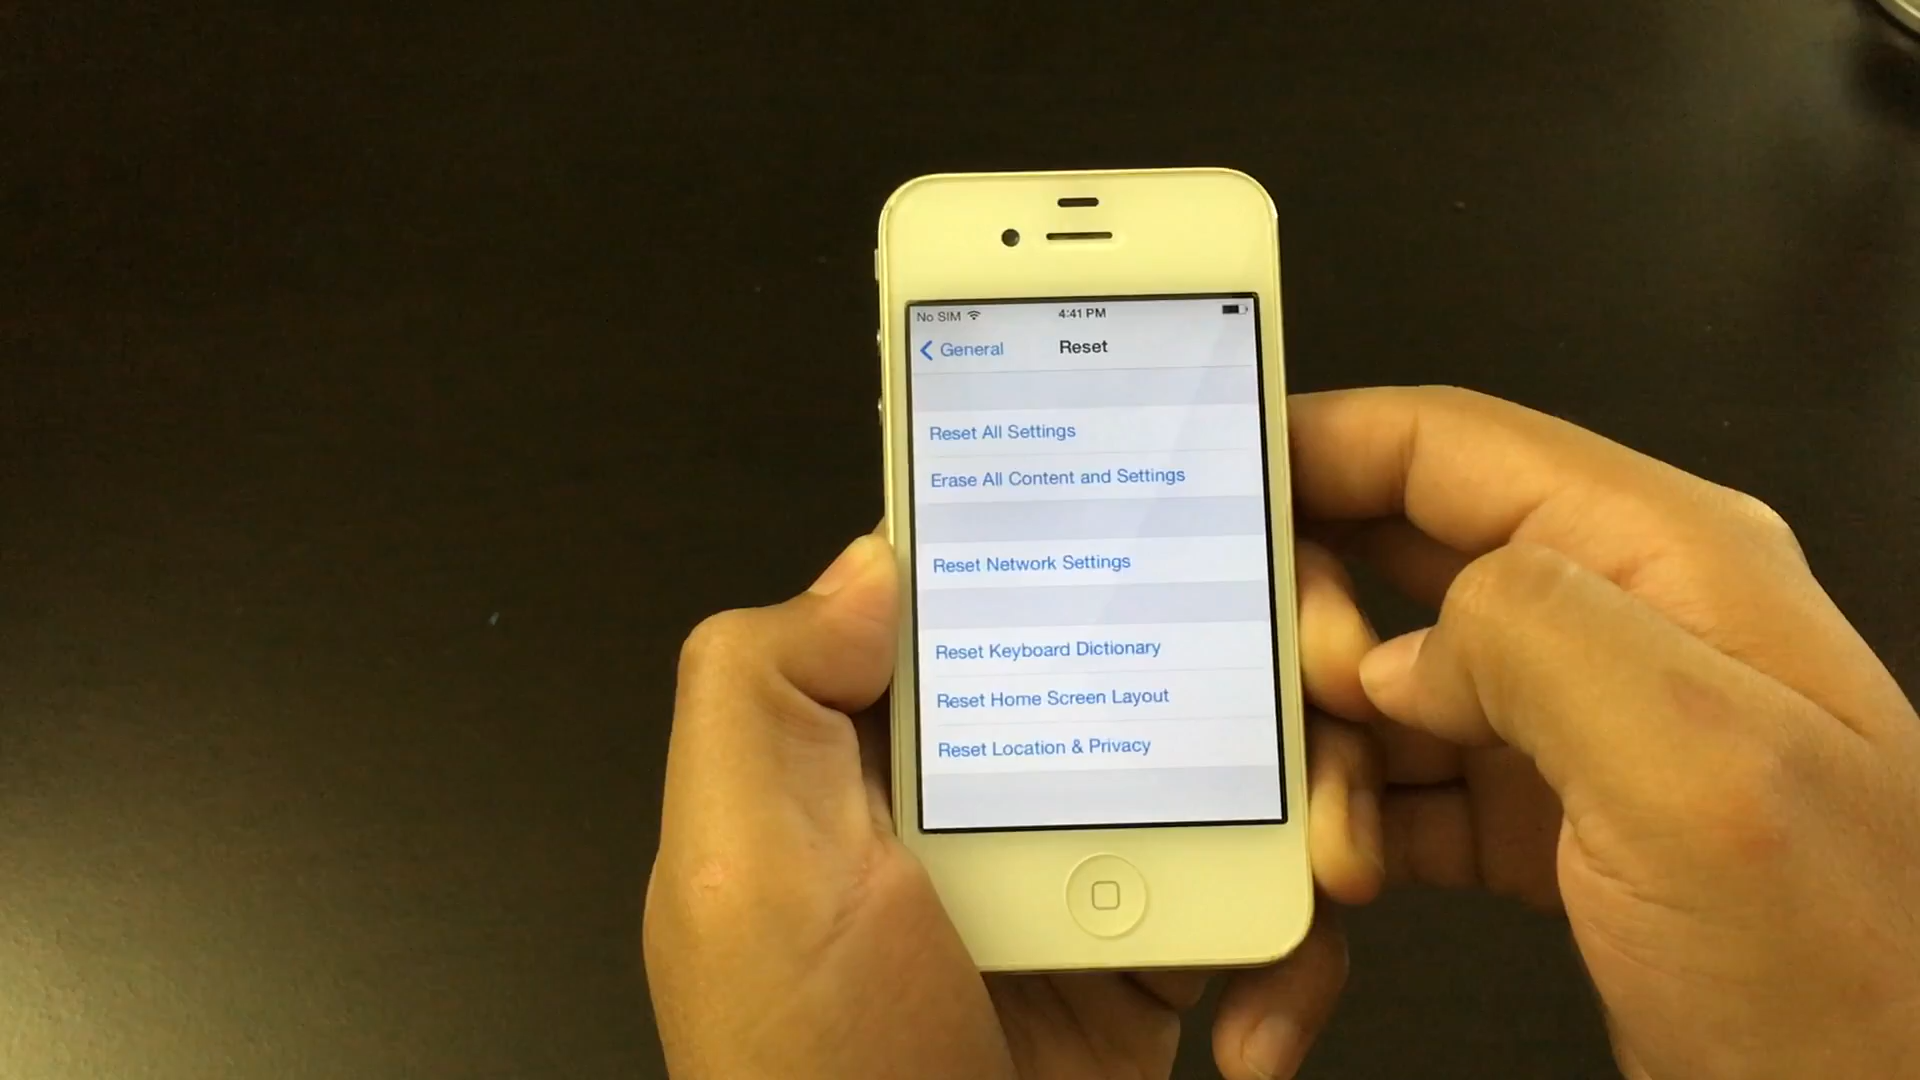 No SIM 4:41 PM
General Reset
Reset All Settings
Erase All Content and Settings
Reset Network Settings
Reset Keyboard Dictionary
Reset Home Screen Layout
Reset Location & Privacy